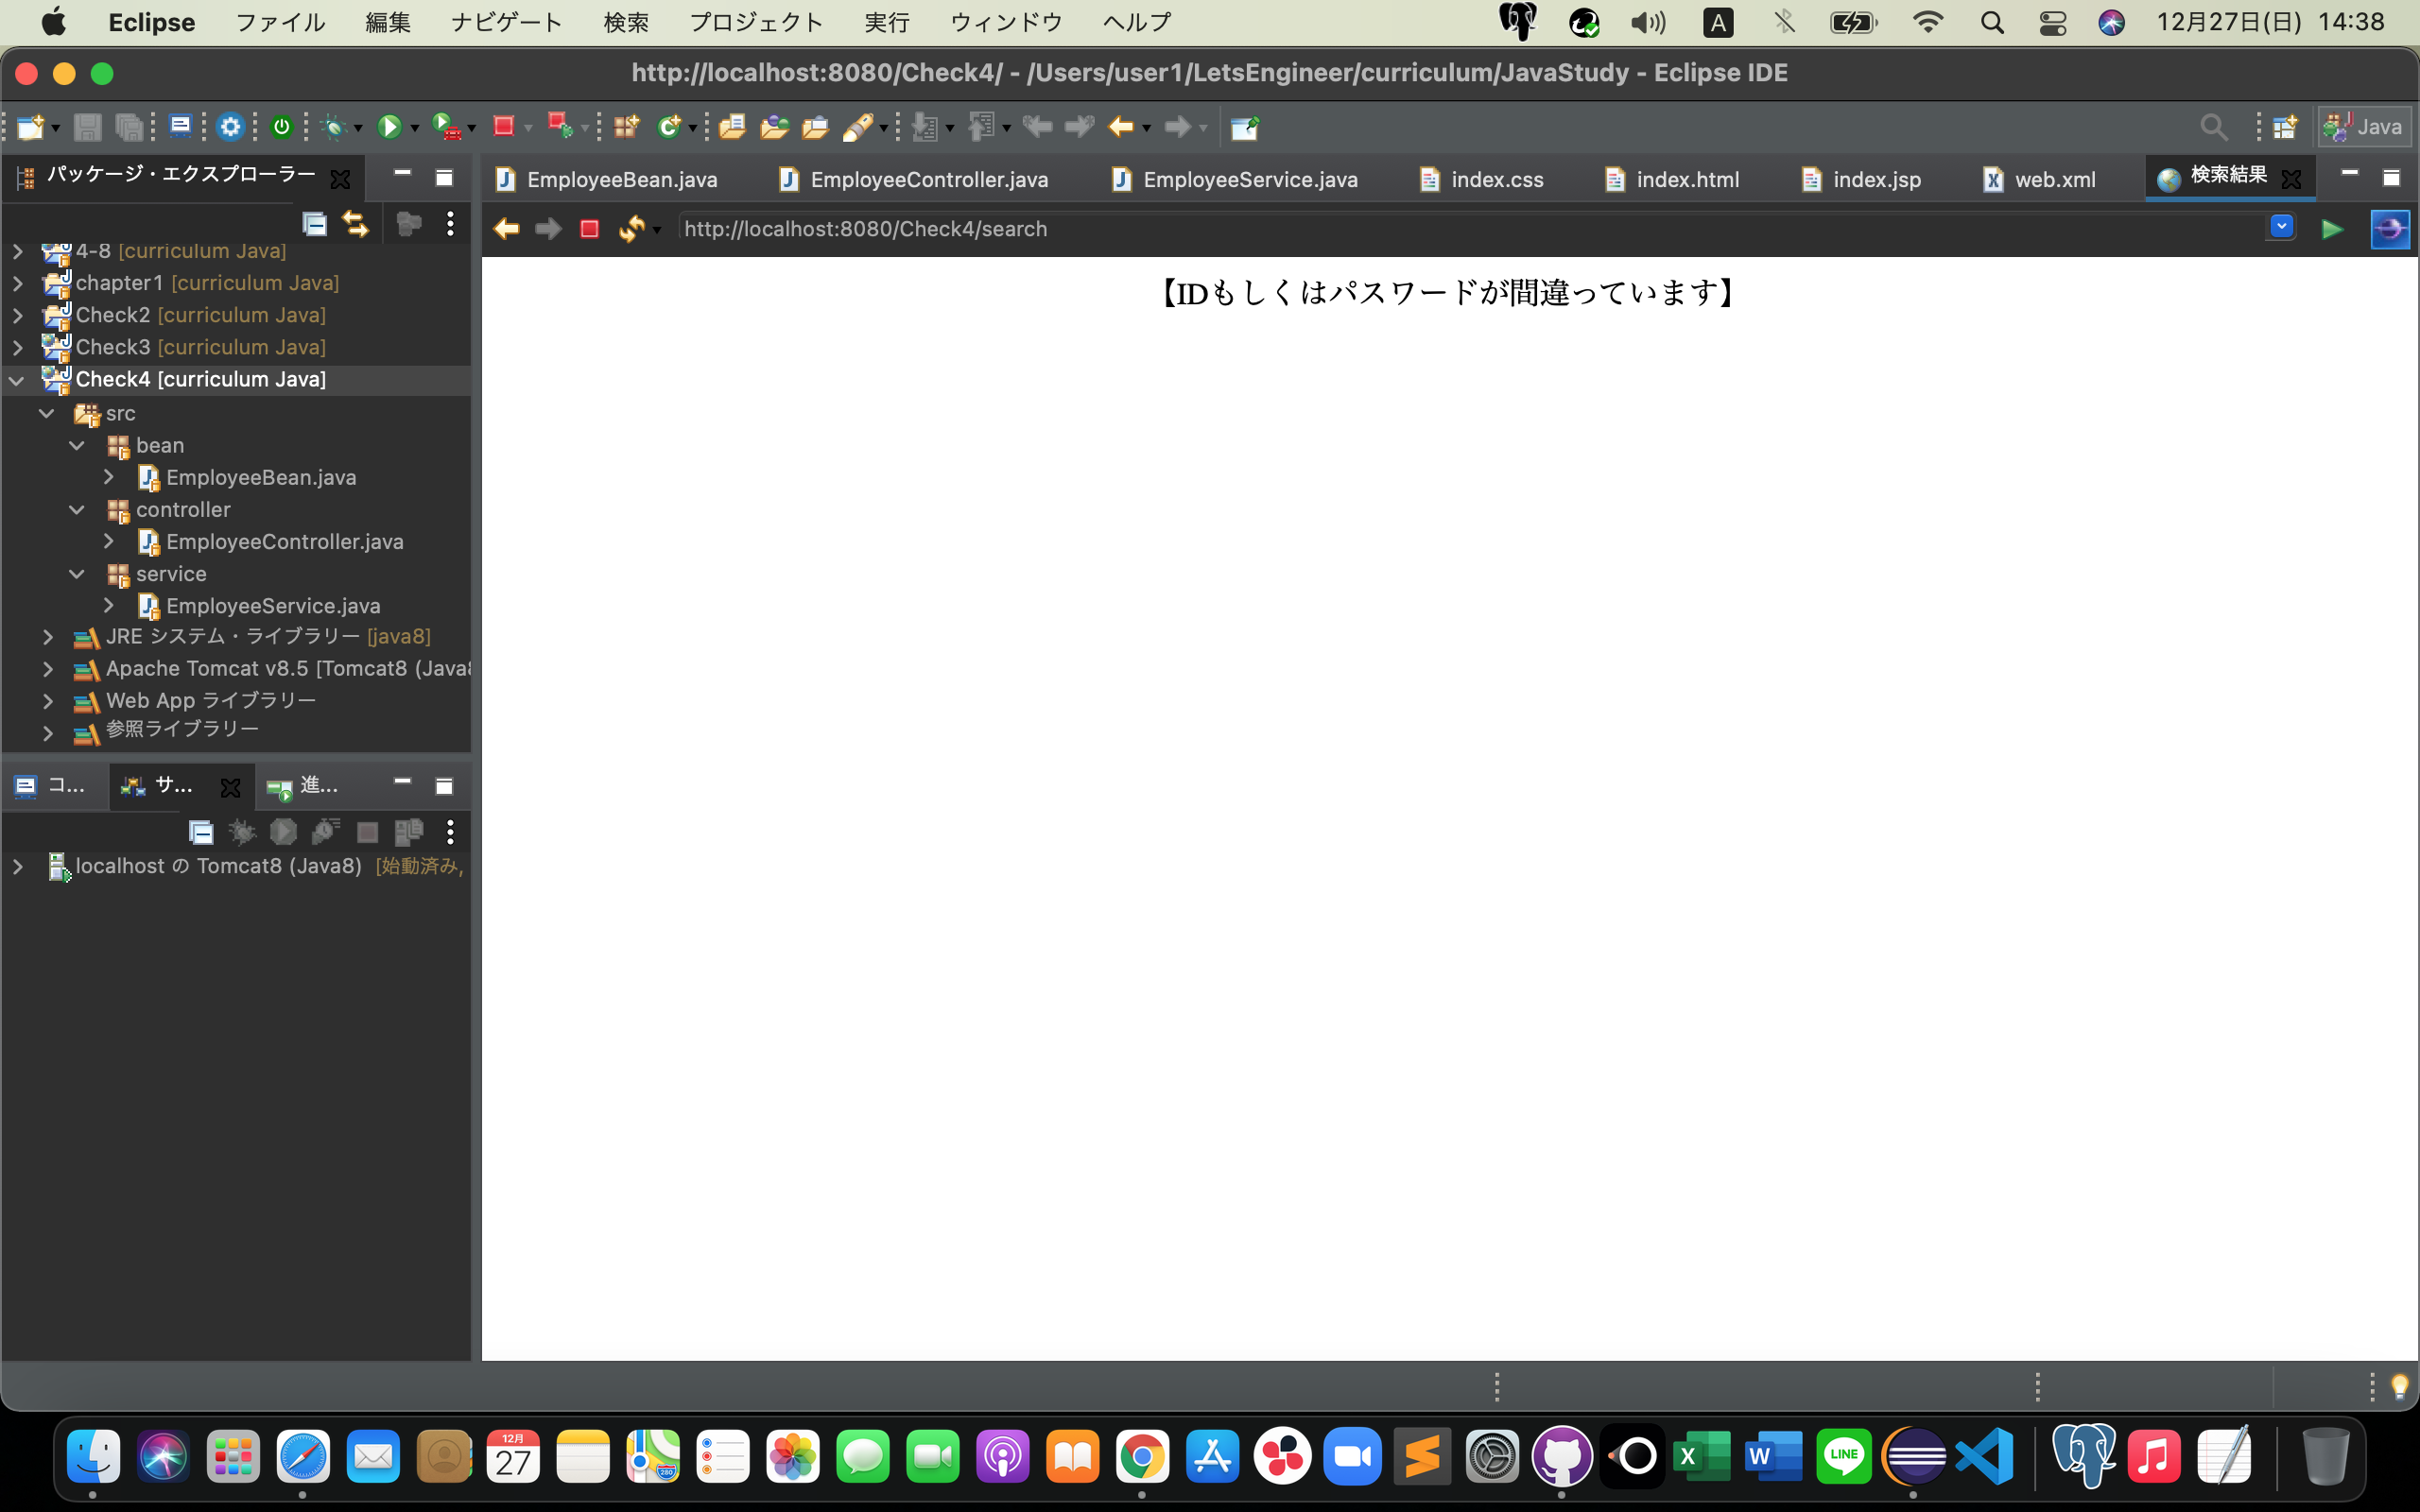 Eclipse ファイル 編集 ナビゲート 検索 プロジェクト 実行 ウィンドウ ヘルプ A 12月27日(日) 14:38
http://localhost:8080/Check4/ - /Users/user1/LetsEngineer/curriculum/JavaStudy - Eclipse IDE
Java
パッケージ・エクスプローラー
EmployeeBean.java EmployeeController.java EmployeeService.java index.css index.html index.jsp web.xml 検索結果
http://localhost:8080/Check4/search
4-8 [curriculum Java]
chapter1 [curriculum Java]
Check2 [curriculum Java]
Check3 [curriculum Java]
Check4 [curriculum Java]
src
bean
EmployeeBean.java
controller
EmployeeController.java
service
EmployeeService.java
JRE システム・ライブラリー [java8]
Apache Tomcat v8.5 [Tomcat8 (Java8
Web App ライブラリー
参照ライブラリー
【IDもしくはパスワードが間違っています】
コ... サ... 進...
localhost の Tomcat8 (Java8) [始動済み,
12月
27
280
X
W
LINE